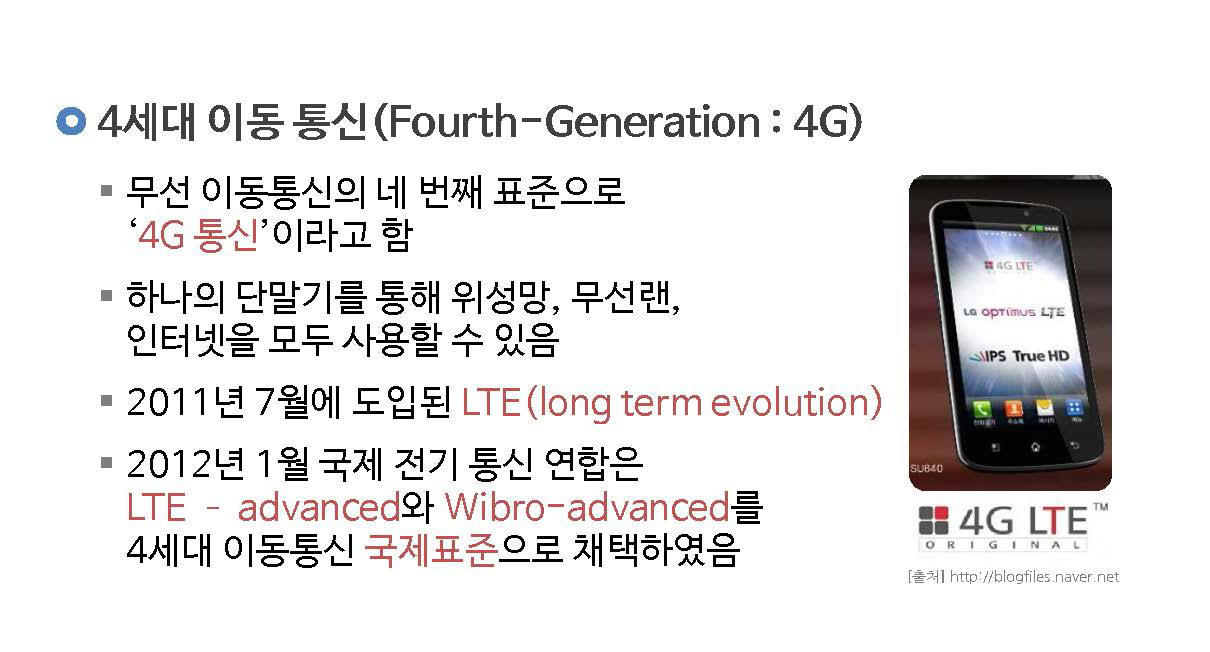 4세대 이동 통신(Fourth-Generation : 4G)
무선 이동통신의 네 번째 표준으로
‘4G 통신’이라고 함
하나의 단말기를 통해 위성망, 무선랜,
인터넷을 모두 사용할 수 있음
2011년 7월에 도입된 LTE(long term evolution)
2012년 1월 국제 전기 통신 연합은
LTE - advanced와 Wibro-advanced를
4세대 이동통신 국제표준으로 채택하였음
4G LTE
LG OPTIMUS LTE
IPS True HD
SU640
4G LTE™
ORIGINAL
[출처] http://blogfiles.naver.net